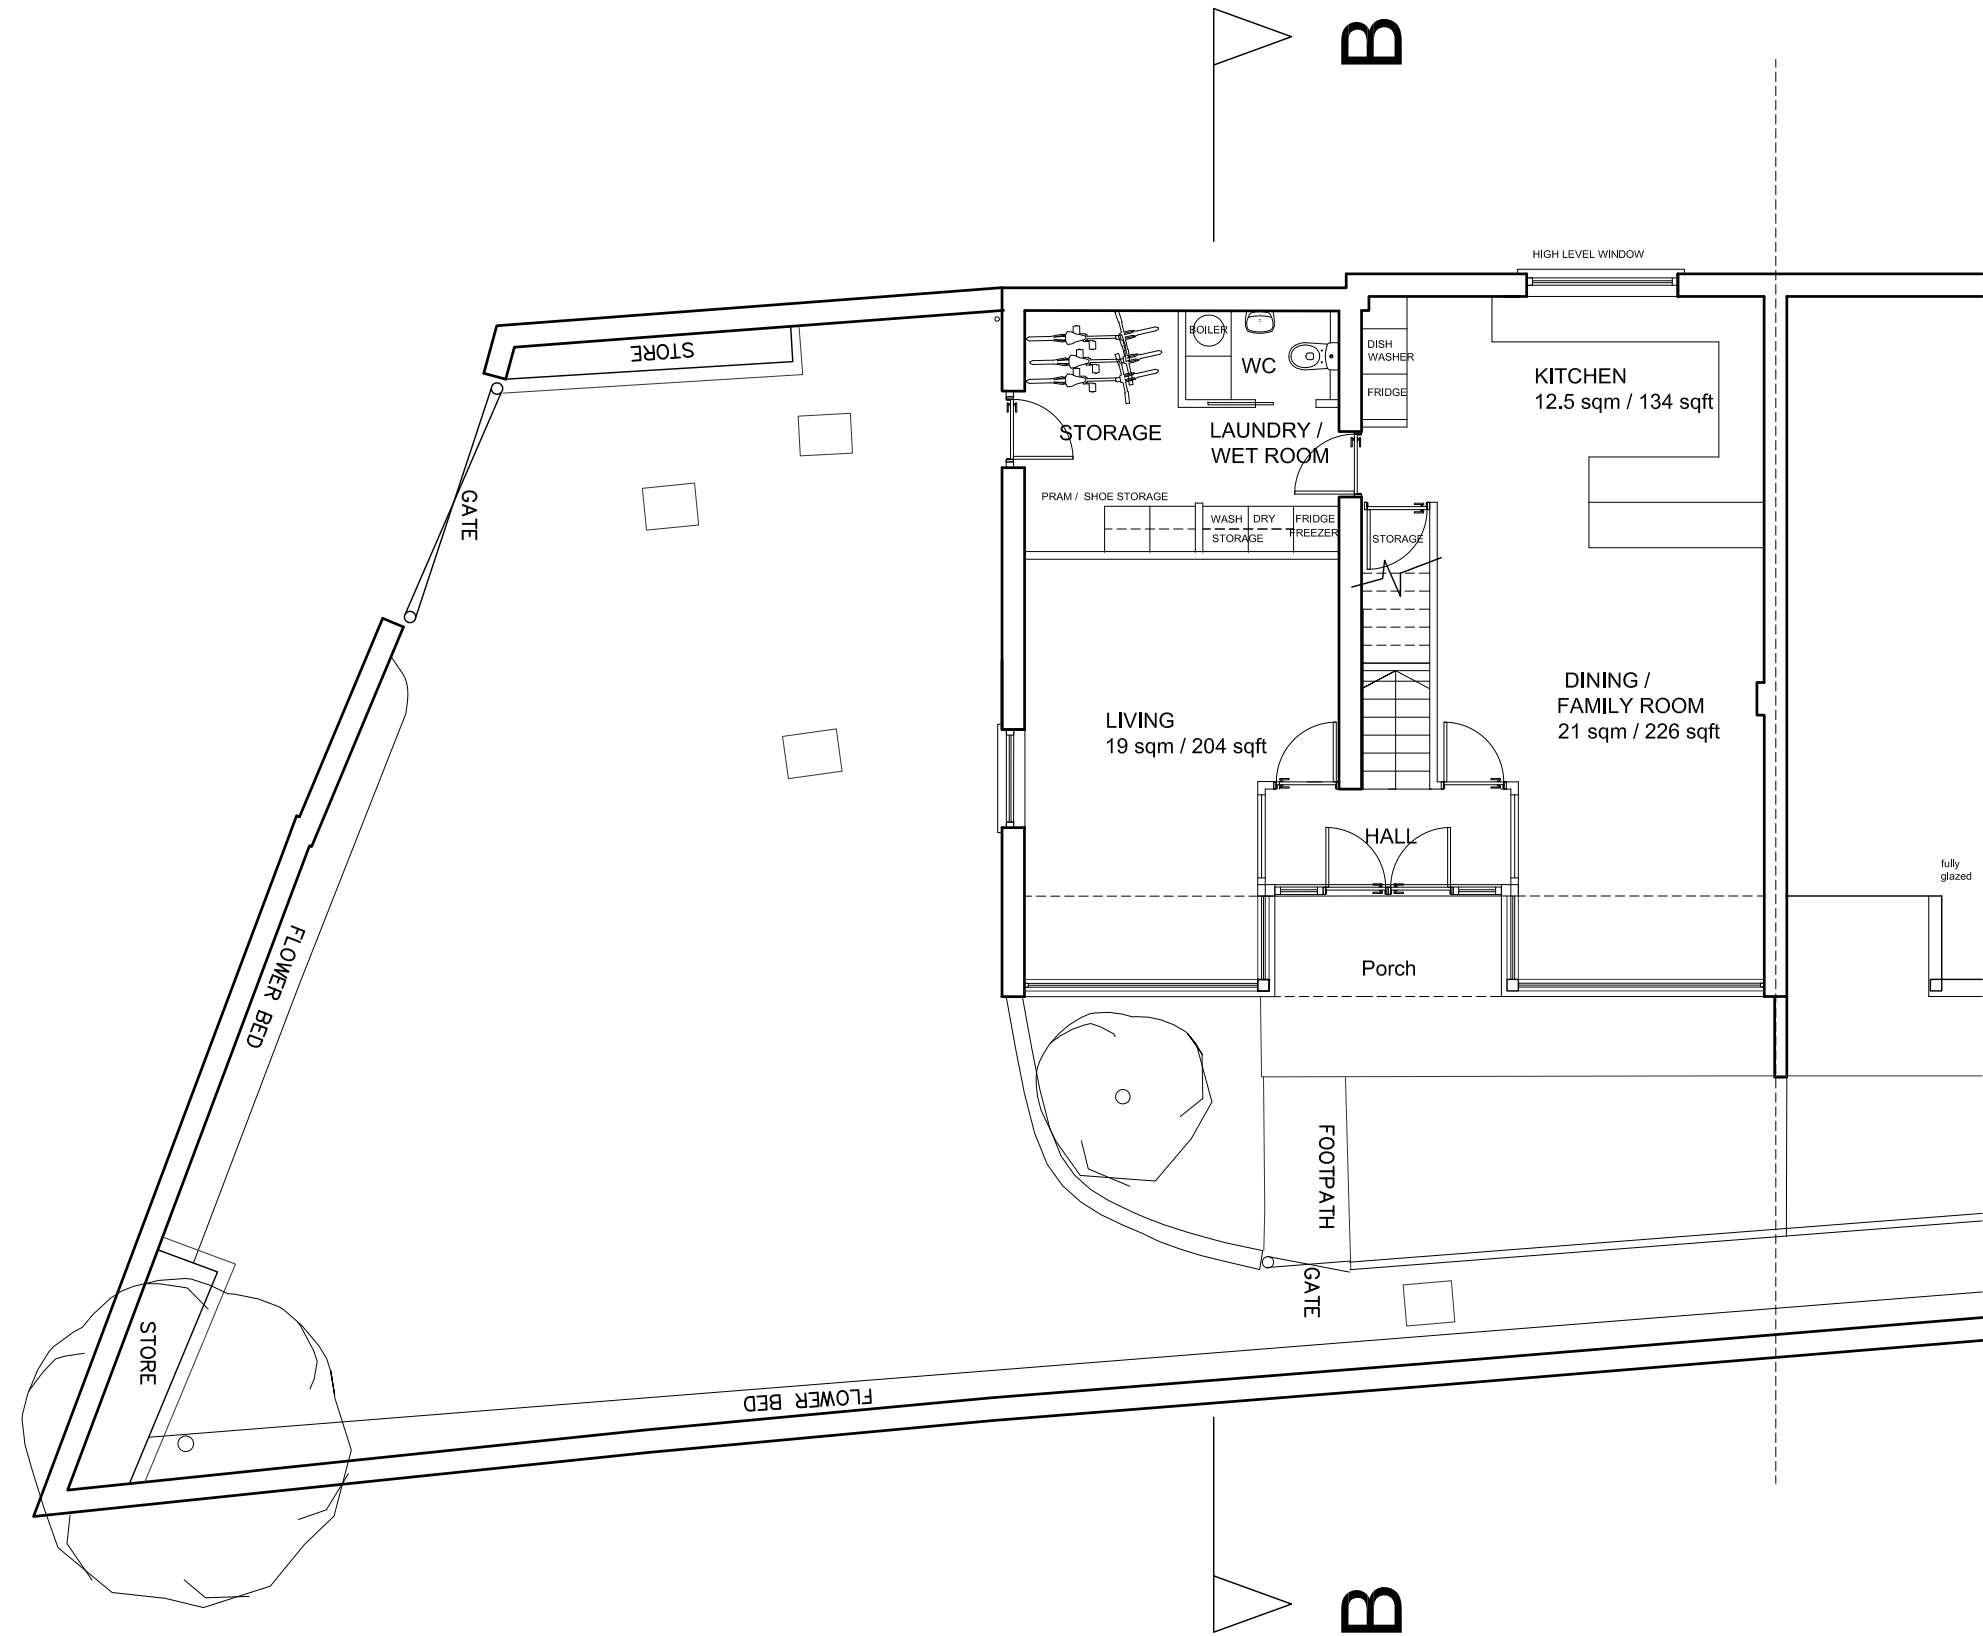 B
HIGH LEVEL WINDOW
STORE
BOILER
WC
DISH
WASHER
FRIDGE
KITCHEN
12.5 sqm / 134 sqft
STORAGE
LAUNDRY /
WET ROOM
GATE
PRAM / SHOE STORAGE
WASH
DRY
FRIDGE
FREEZER
STORAGE
STORAGE
LIVING
19 sqm / 204 sqft
DINING /
FAMILY ROOM
21 sqm / 226 sqft
HALL
fully
glazed
FLOWER BED
Porch
FOOTPATH
GATE
STORE
FLOWER BED
B